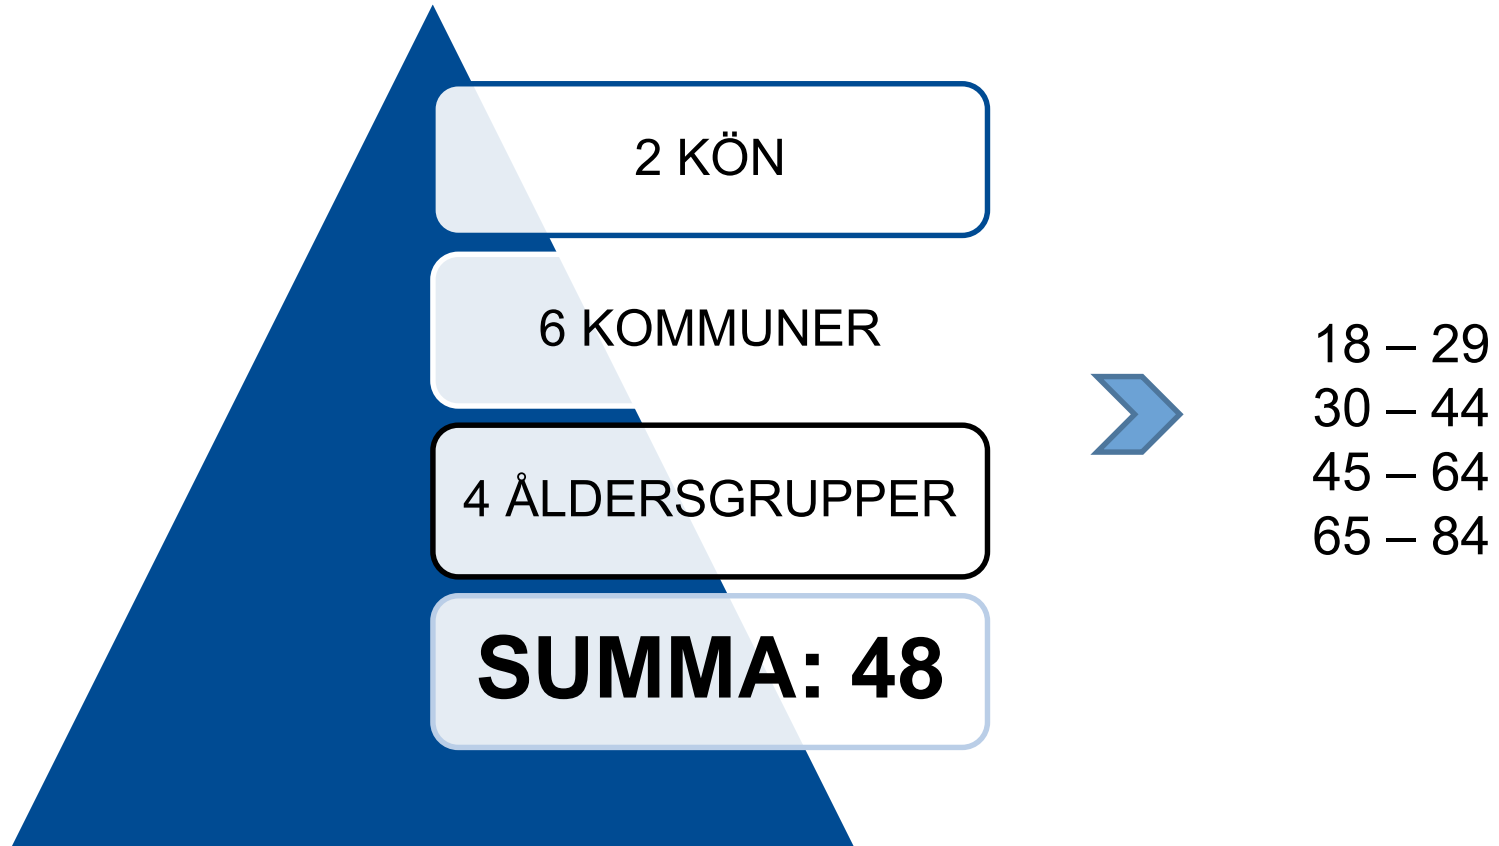 2 KÖN
6 KOMMUNER
4 ÅLDERSGRUPPER
SUMMA: 48
18 – 29
30 – 44
45 – 64
65 – 84